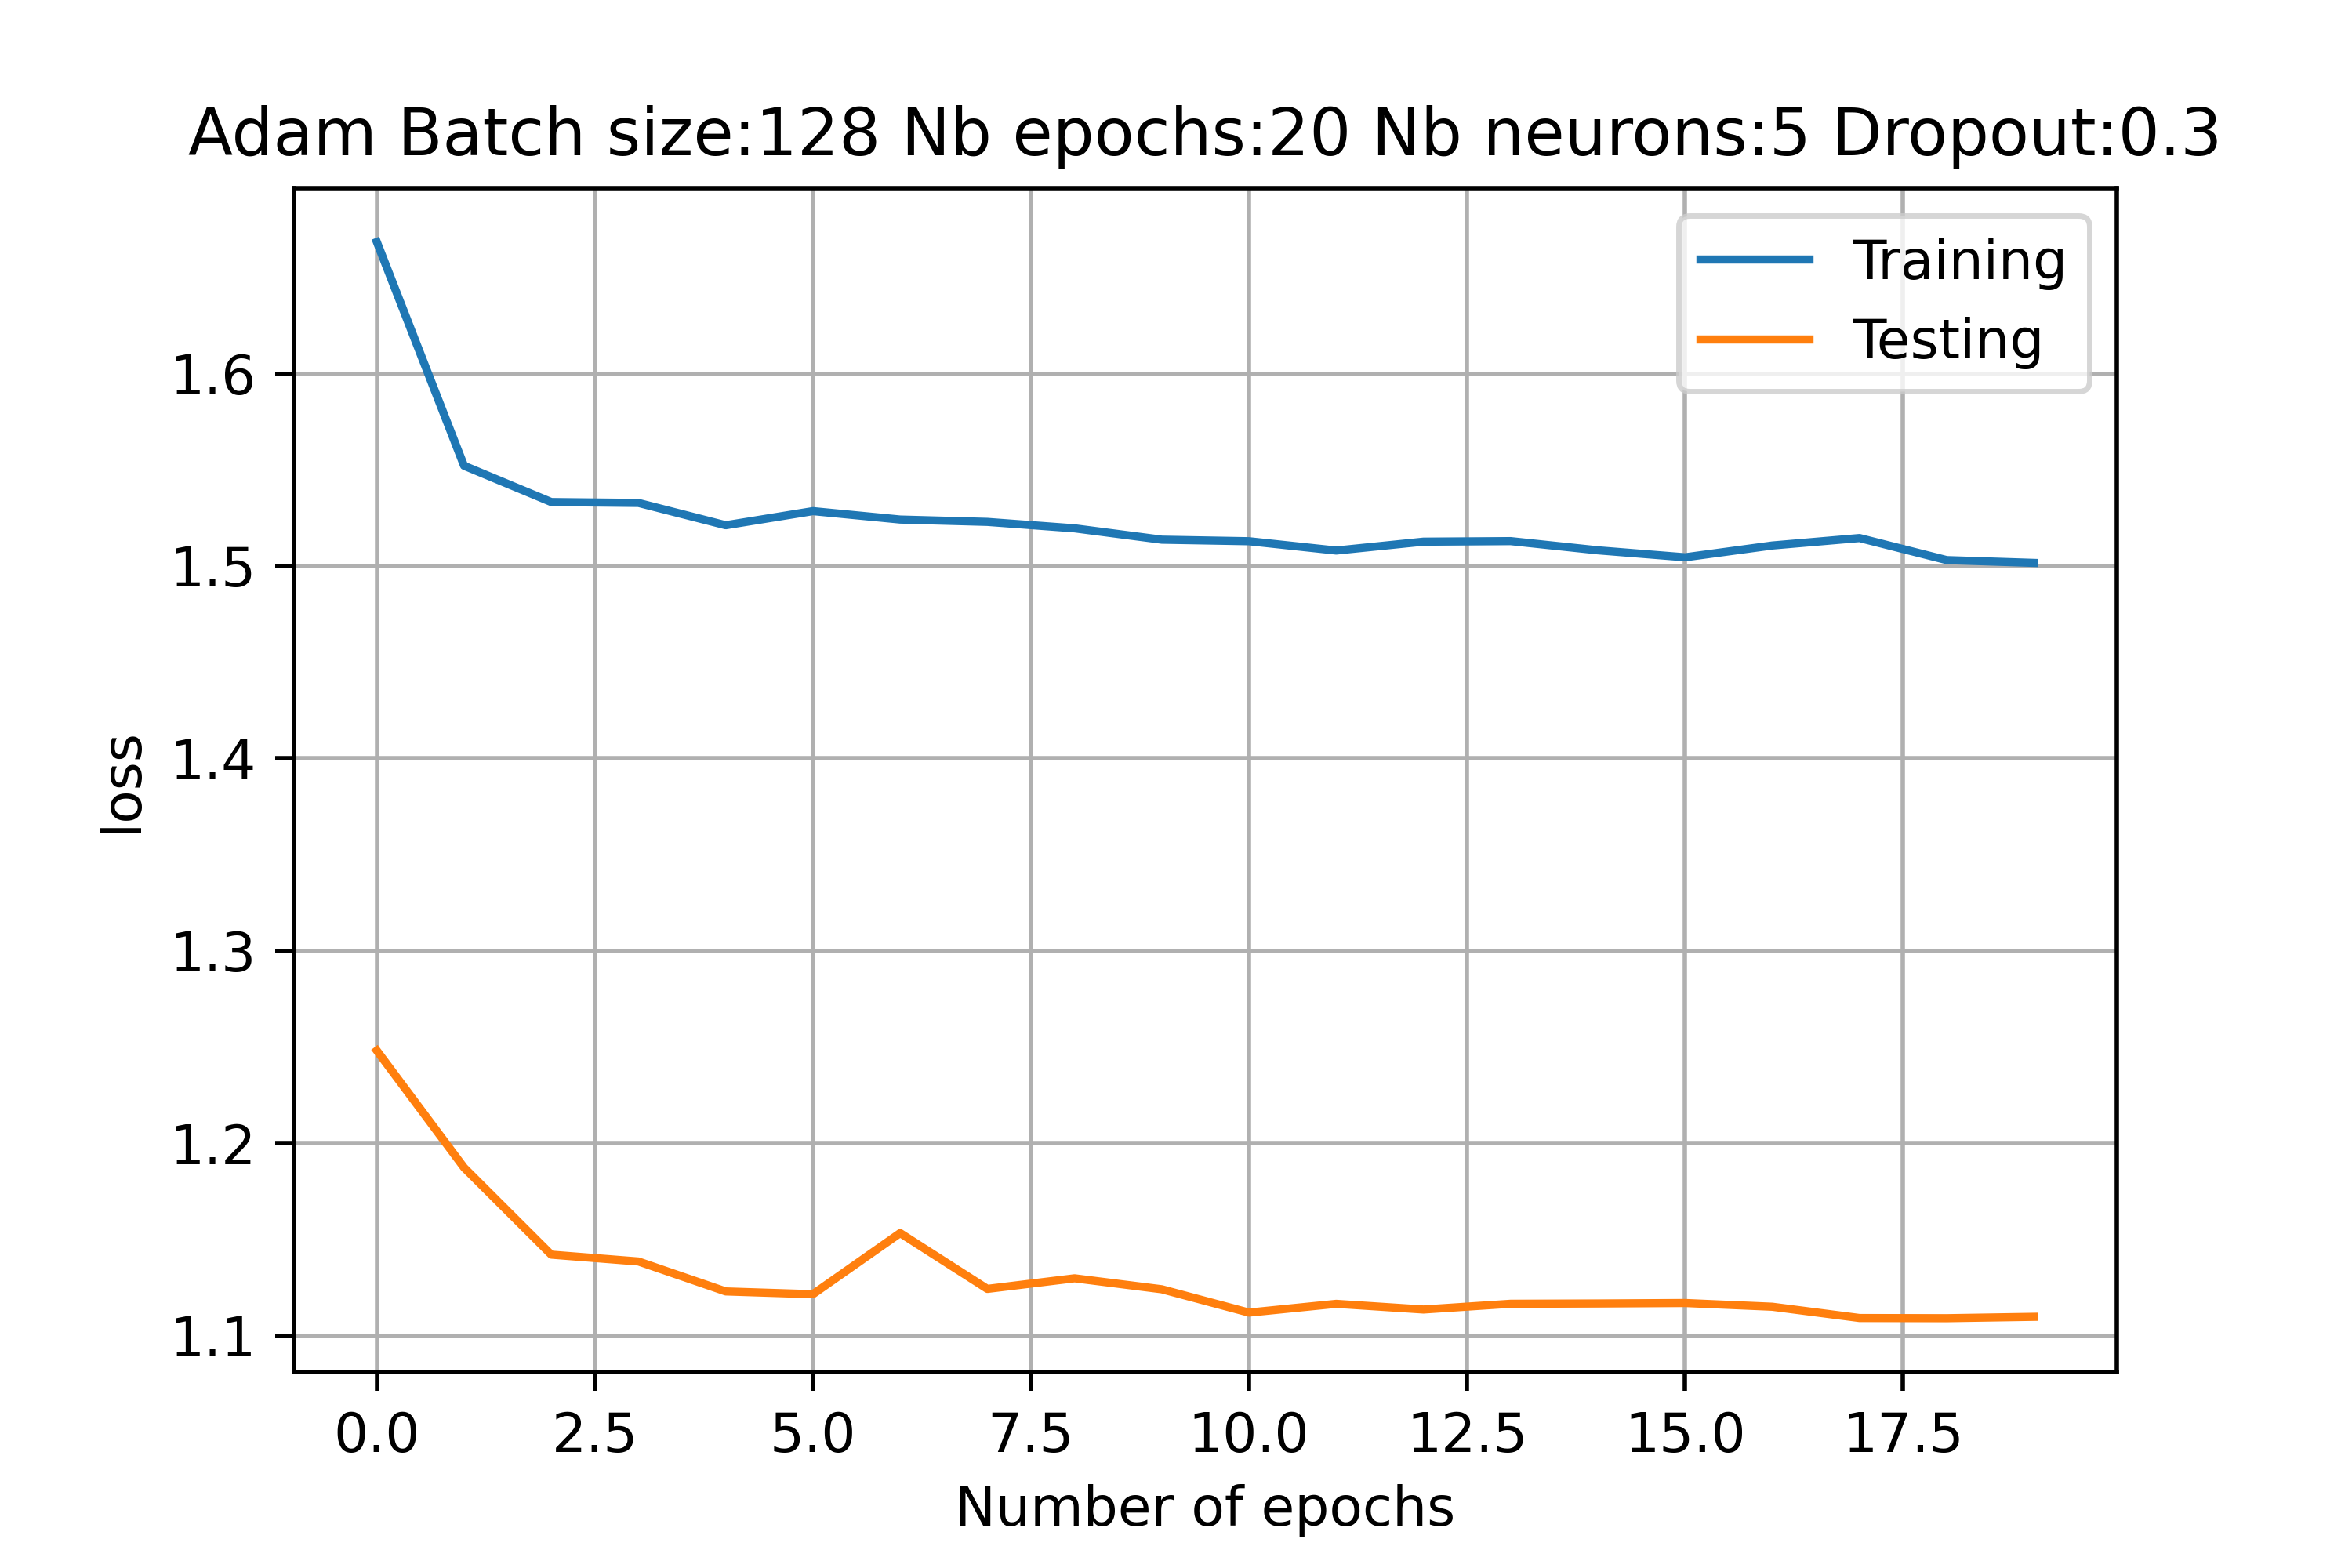 Adam Batch size:128 Nb epochs:20 Nb neurons:5 Dropout:0.3
Training
Testing
1.6
1.5
1.4
1.3
1.2
1.1
loss
0.0 2.5 5.0 7.5 10.0 12.5 15.0 17.5
Number of epochs